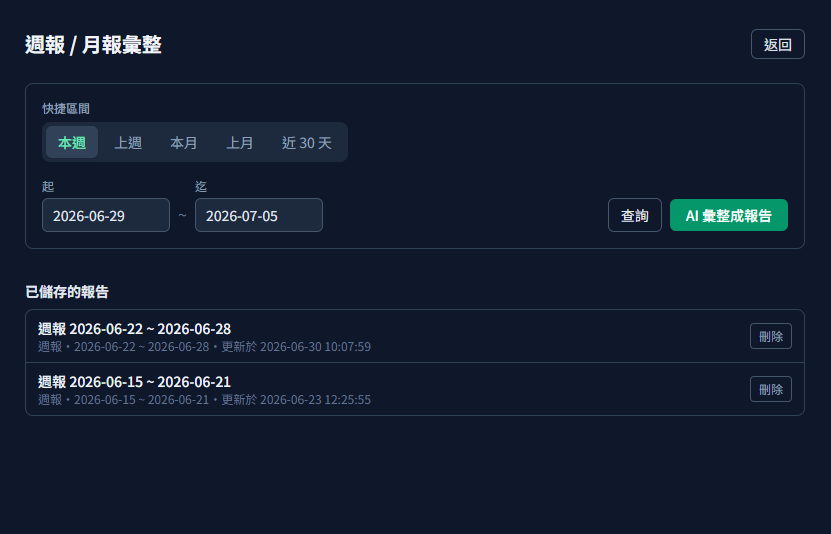 週報 / 月報彙整
返回
快捷區間
本週 上週 本月 上月 近 30 天
起 迄
2026-06-29 ~ 2026-07-05 查詢 AI 彙整成報告
已儲存的報告
週報 2026-06-22 ~ 2026-06-28
週報・2026-06-22 ~ 2026-06-28・更新於 2026-06-30 10:07:59
刪除
週報 2026-06-15 ~ 2026-06-21
週報・2026-06-15 ~ 2026-06-21・更新於 2026-06-23 12:25:55
刪除